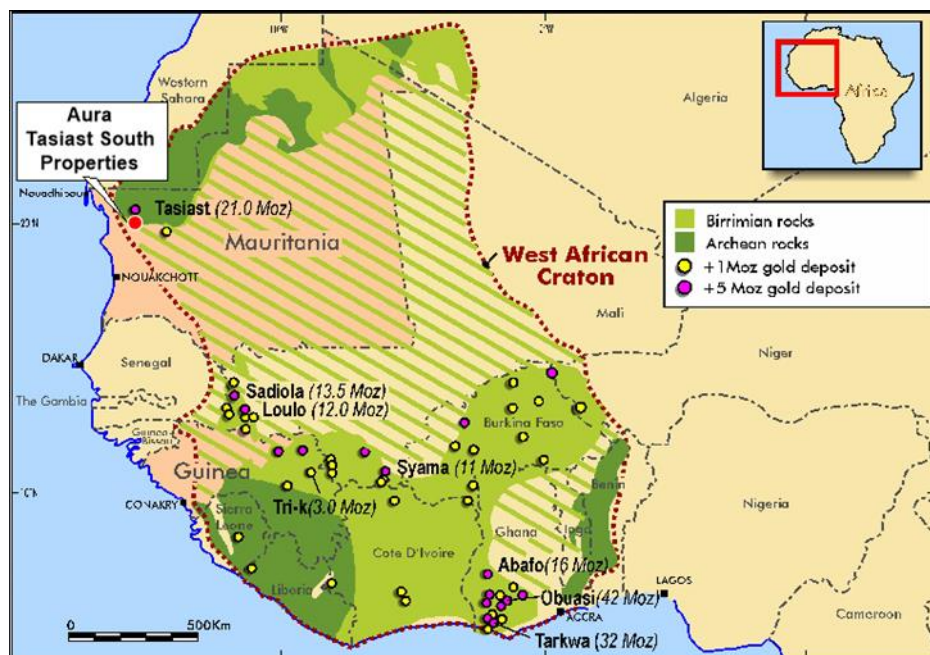 Aura
Tasiast South
Properties
Western
Sahara
Algeria
Africa
Nouadhibou
20N
Tasiast (21.0 Moz)
Mauritania
NOUAKCHOTT
West African
Craton
Birrimian rocks
Archean rocks
+1Moz gold deposit
+5 Moz gold deposit
Mali
DAKAR
Senegal
Niger
The Gambia
Guinea
Bissau
Sadiola (13.5 Moz)
Loulo (12.0 Moz)
Burkina Faso
Guinea
Syama (11 Moz)
Benin
CONAKRY
Sierra
Leone
Tri-k(3.0 Moz)
Nigeria
Ghana
Togo
Cote D'Ivoire
Liberia
Abafo(16 Moz)
Obuasi(42 Moz)
LAGOS
ACCRA
Cameroon
0
500Km
Tarkwa (32 Moz)